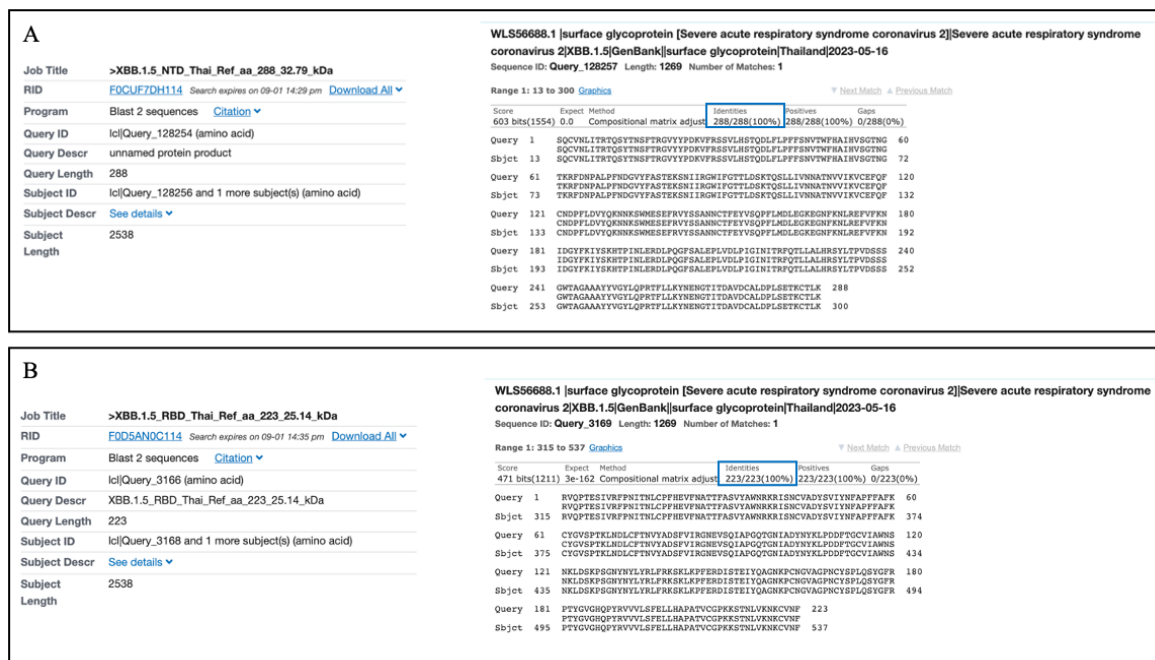 A
Job Title >XBB.1.5_NTD_Thai_Ref_aa_288_32.79_kDa
RID F0CUF7DH114 Search expires on 09-01 14:29 pm Download All
Program Blast 2 sequences Citation
Query ID lcl|Query_128254 (amino acid)
Query Descr unnamed protein product
Query Length 288
Subject ID lcl|Query_128256 and 1 more subject(s) (amino acid)
Subject Descr See details
Subject 2538
Length
WLS56688.1 |surface glycoprotein [Severe acute respiratory syndrome coronavirus 2]|Severe acute respiratory syndrome
coronavirus 2|XBB.1.5|GenBank||surface glycoprotein|Thailand|2023-05-16
Sequence ID: Query_128257 Length: 1269 Number of Matches: 1
Range 1: 13 to 300 Graphics Next Match Previous Match
Score Expect Method Identities Positives Gaps
603 bits(1554) 0.0 Compositional matrix adjust. 288/288(100%) 288/288(100%) 0/288(0%)
Query 1 SQCVNLITRTQSYTNSFTRGVYYPDKVFRSSVLHSTQDLFLPFFSNVTWFHAIHVSGTNG 60
SQCVNLITRTQSYTNSFTRGVYYPDKVFRSSVLHSTQDLFLPFFSNVTWFHAIHVSGTNG
Sbjct 13 SQCVNLITRTQSYTNSFTRGVYYPDKVFRSSVLHSTQDLFLPFFSNVTWFHAIHVSGTNG 72
Query 61 TKRFDNPALPFNDGVYFASTEKSNIIRGWIFGTTLDSKTQSLLIVNNATNVVIKVCEFQF 120
TKRFDNPALPFNDGVYFASTEKSNIIRGWIFGTTLDSKTQSLLIVNNATNVVIKVCEFQF
Sbjct 73 TKRFDNPALPFNDGVYFASTEKSNIIRGWIFGTTLDSKTQSLLIVNNATNVVIKVCEFQF 132
Query 121 CNDPFLDVYQKNNKSWMESEFRVYSSANNCTFEYVSQPFLMDLEGKEGNFKNLREFVFKN 180
CNDPFLDVYQKNNKSWMESEFRVYSSANNCTFEYVSQPFLMDLEGKEGNFKNLREFVFKN
Sbjct 133 CNDPFLDVYQKNNKSWMESEFRVYSSANNCTFEYVSQPFLMDLEGKEGNFKNLREFVFKN 192
Query 181 IDGYFKIYSKHTPINLERDLPQGFSALEPLVDLPIGINITRFQTLLALHRSYLTPVDSSS 240
IDGYFKIYSKHTPINLERDLPQGFSALEPLVDLPIGINITRFQTLLALHRSYLTPVDSSS
Sbjct 193 IDGYFKIYSKHTPINLERDLPQGFSALEPLVDLPIGINITRFQTLLALHRSYLTPVDSSS 252
Query 241 GWTAGAAAYYVGYLQPRTFLLKYNENGTITDAVDCALDPLSETKCTLK 288
GWTAGAAAYYVGYLQPRTFLLKYNENGTITDAVDCALDPLSETKCTLK
Sbjct 253 GWTAGAAAYYVGYLQPRTFLLKYNENGTITDAVDCALDPLSETKCTLK 300
B
Job Title >XBB.1.5_RBD_Thai_Ref_aa_223_25.14_kDa
RID F0D5AN0C114 Search expires on 09-01 14:35 pm Download All
Program Blast 2 sequences Citation
Query ID lcl|Query_3166 (amino acid)
Query Descr XBB.1.5_RBD_Thai_Ref_aa_223_25.14_kDa
Query Length 223
Subject ID lcl|Query_3168 and 1 more subject(s) (amino acid)
Subject Descr See details
Subject 2538
Length
WLS56688.1 |surface glycoprotein [Severe acute respiratory syndrome coronavirus 2]|Severe acute respiratory syndrome
coronavirus 2|XBB.1.5|GenBank||surface glycoprotein|Thailand|2023-05-16
Sequence ID: Query_3169 Length: 1269 Number of Matches: 1
Range 1: 315 to 537 Graphics Next Match Previous Match
Score Expect Method Identities Positives Gaps
471 bits(1211) 3e-162 Compositional matrix adjust. 223/223(100%) 223/223(100%) 0/223(0%)
Query 1 RVQPTESIVRFPNITNLCPFHEVFNATTFASVYAWNRKRISNCVADYSVIYNFAPFFAFK 60
RVQPTESIVRFPNITNLCPFHEVFNATTFASVYAWNRKRISNCVADYSVIYNFAPFFAFK
Sbjct 315 RVQPTESIVRFPNITNLCPFHEVFNATTFASVYAWNRKRISNCVADYSVIYNFAPFFAFK 374
Query 61 CYGVSPTKLNDLCFTNVYADSFVIRGNEVSQIAPGQTGNIADYNYKLPDDFTGCVIAWNS 120
CYGVSPTKLNDLCFTNVYADSFVIRGNEVSQIAPGQTGNIADYNYKLPDDFTGCVIAWNS
Sbjct 375 CYGVSPTKLNDLCFTNVYADSFVIRGNEVSQIAPGQTGNIADYNYKLPDDFTGCVIAWNS 434
Query 121 NKLDSKPSGNYNYLYRLFRKSKLKPFERDISTEIYQAGNKPCNGVAGPNCYSPLQSYGFR 180
NKLDSKPSGNYNYLYRLFRKSKLKPFERDISTEIYQAGNKPCNGVAGPNCYSPLQSYGFR
Sbjct 435 NKLDSKPSGNYNYLYRLFRKSKLKPFERDISTEIYQAGNKPCNGVAGPNCYSPLQSYGFR 494
Query 181 PTYGVGHQPYRVVVLSFELLHAPATVCGPKKSTNLVKNKCVNF 223
PTYGVGHQPYRVVVLSFELLHAPATVCGPKKSTNLVKNKCVNF
Sbjct 495 PTYGVGHQPYRVVVLSFELLHAPATVCGPKKSTNLVKNKCVNF 537